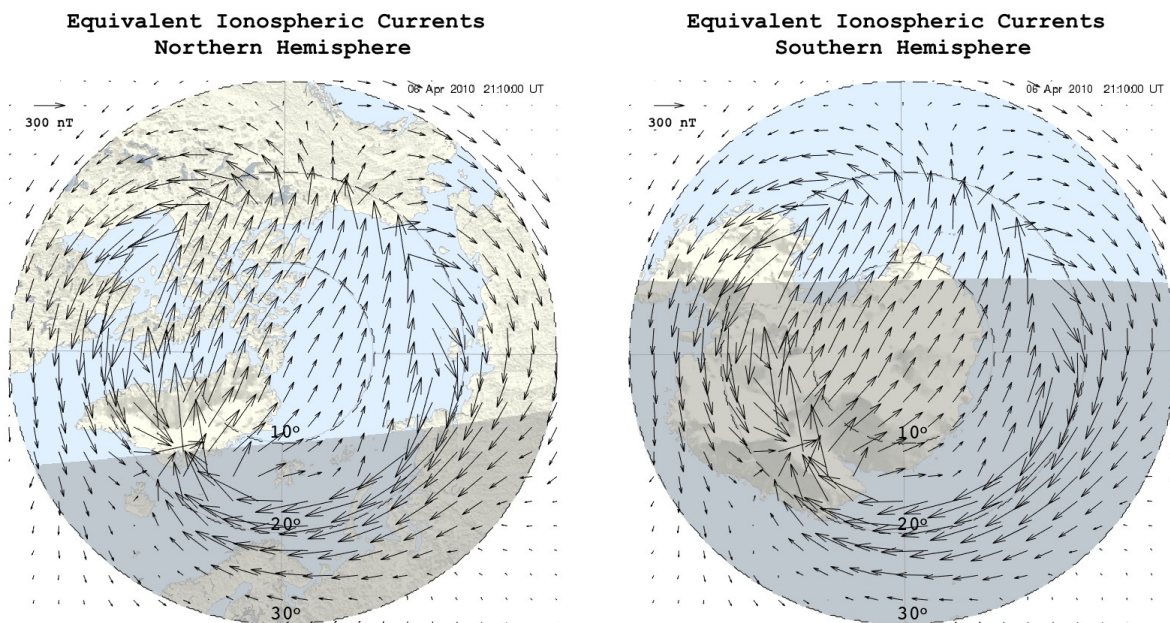 Equivalent Ionospheric Currents
Northern Hemisphere
06 Apr 2010 21:10:00 UT
300 nT
10°
20°
30°
Equivalent Ionospheric Currents
Southern Hemisphere
06 Apr 2010 21:10:00 UT
300 nT
10°
20°
30°